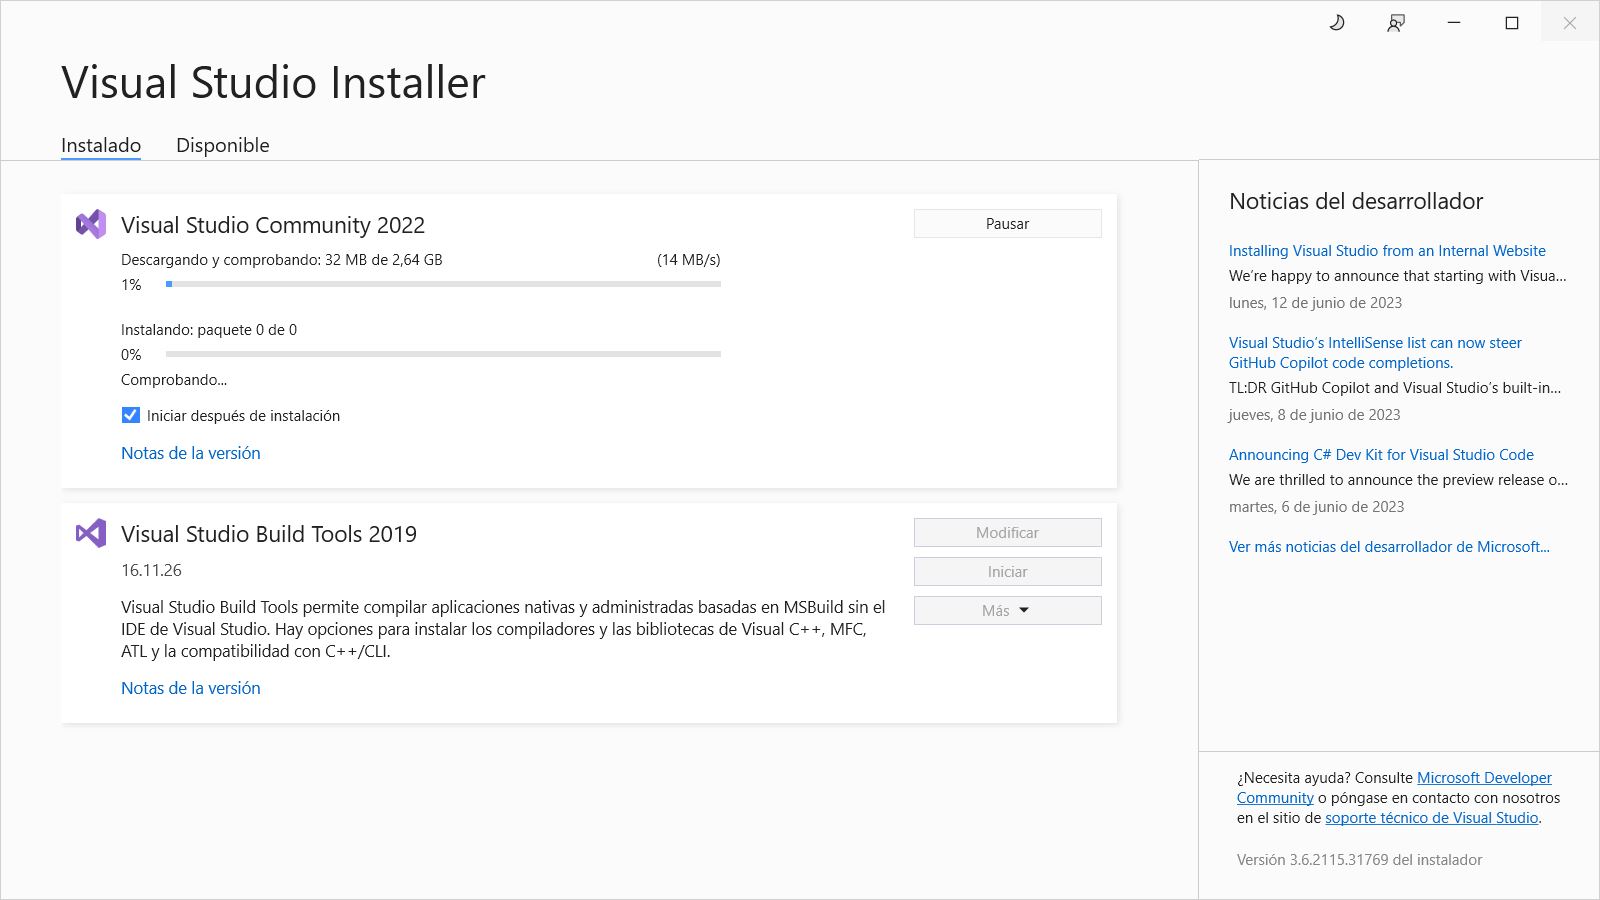 Visual Studio Installer
Instalado
Disponible
Visual Studio Community 2022
Pausar
Descargando y comprobando: 32 MB de 2,64 GB
(14 MB/s)
1%
Instalando: paquete 0 de 0
0%
Comprobando...
Iniciar después de instalación
Notas de la versión
Visual Studio Build Tools 2019
16.11.26
Visual Studio Build Tools permite compilar aplicaciones nativas y administradas basadas en MSBuild sin el
IDE de Visual Studio. Hay opciones para instalar los compiladores y las bibliotecas de Visual C++, MFC,
ATL y la compatibilidad con C++/CLI.
Notas de la versión
Modificar
Iniciar
Más
Noticias del desarrollador
Installing Visual Studio from an Internal Website
We’re happy to announce that starting with Visua...
lunes, 12 de junio de 2023
Visual Studio’s IntelliSense list can now steer
GitHub Copilot code completions.
TL:DR GitHub Copilot and Visual Studio’s built-in...
jueves, 8 de junio de 2023
Announcing C# Dev Kit for Visual Studio Code
We are thrilled to announce the preview release o...
martes, 6 de junio de 2023
Ver más noticias del desarrollador de Microsoft...
¿Necesita ayuda? Consulte Microsoft Developer
Community o póngase en contacto con nosotros
en el sitio de soporte técnico de Visual Studio.
Versión 3.6.2115.31769 del instalador